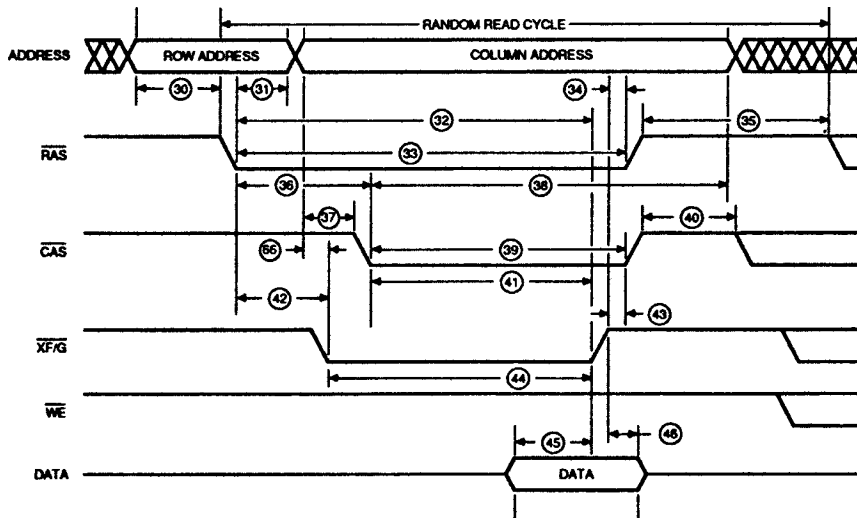 RANDOM READ CYCLE
ADDRESS ROW ADDRESS COLUMN ADDRESS
30 31 34
32 35
RAS 33
36 38
37 40
CAS 66 39
42 41
43
XF/G
44
WE
45 46
DATA DATA